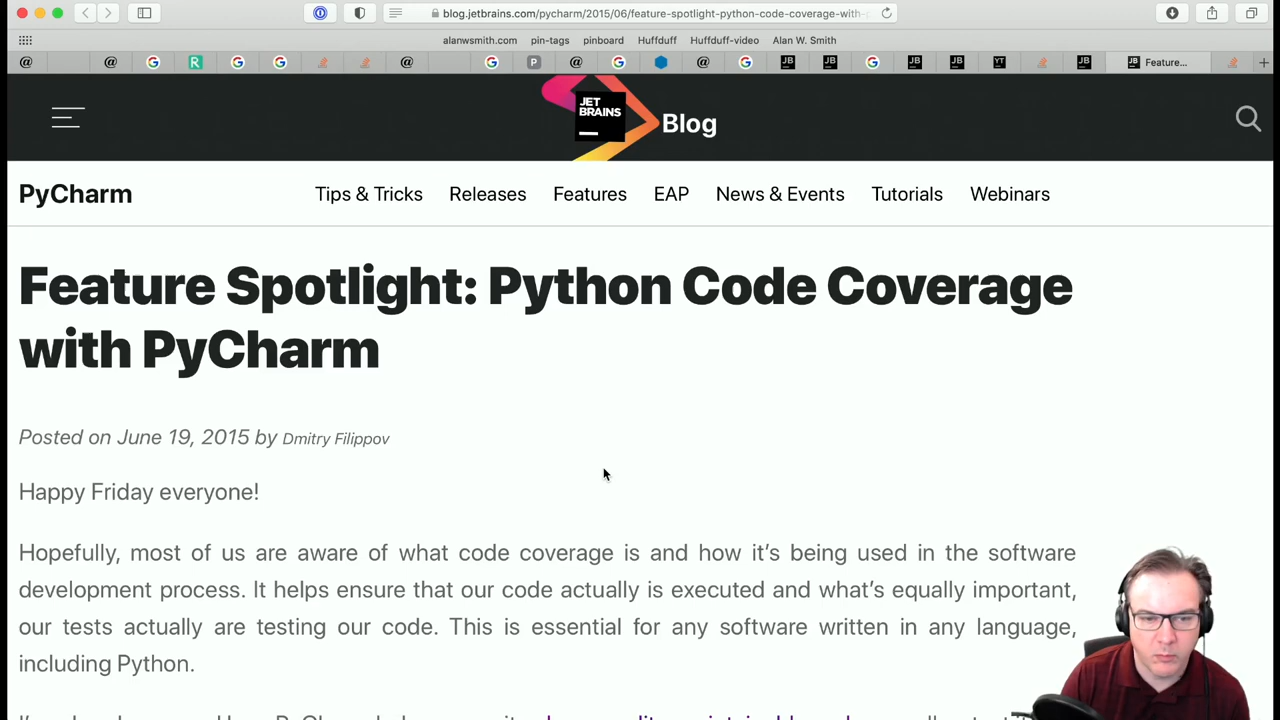 blog.jetbrains.com/pycharm/2015/06/feature-spotlight-python-code-coverage-with-p
alanwsmith.com pin-tags pinboard Huffduff Huffduff-video Alan W. Smith
Feature...
JET
BRAINS
Blog
PyCharm Tips & Tricks Releases Features EAP News & Events Tutorials Webinars
Feature Spotlight: Python Code Coverage
with PyCharm
Posted on June 19, 2015 by Dmitry Filippov
Happy Friday everyone!
Hopefully, most of us are aware of what code coverage is and how it’s being used in the software
development process. It helps ensure that our code actually is executed and what’s equally important,
our tests actually are testing our code. This is essential for any software written in any language,
including Python.